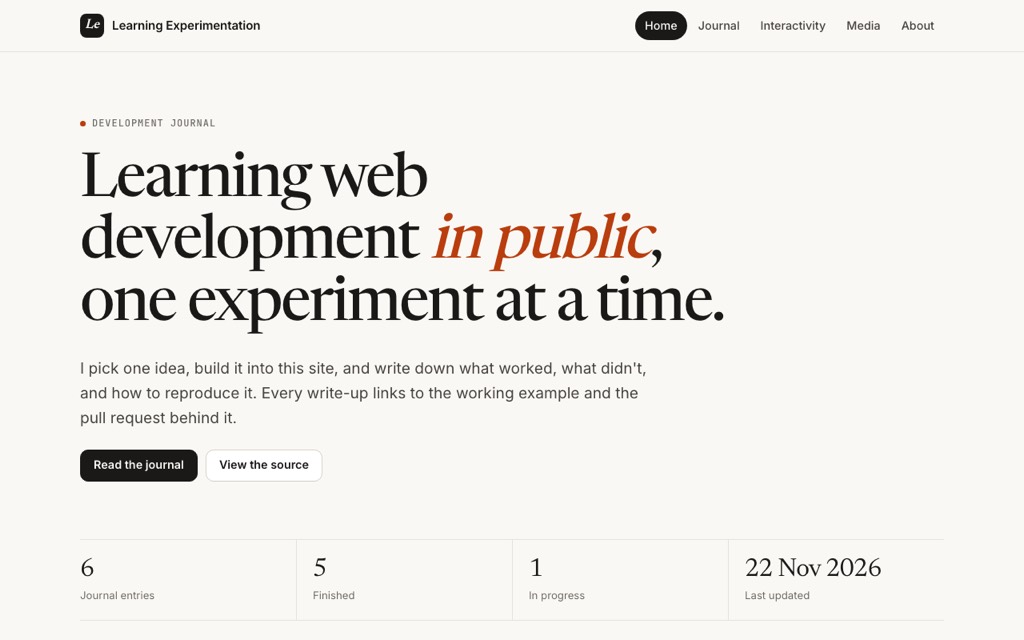 Le Learning Experimentation
Home Journal Interactivity Media About
DEVELOPMENT JOURNAL
Learning web
development in public,
one experiment at a time.
I pick one idea, build it into this site, and write down what worked, what didn't,
and how to reproduce it. Every write-up links to the working example and the
pull request behind it.
Read the journal View the source
6 5 1 22 Nov 2026
Journal entries Finished In progress Last updated